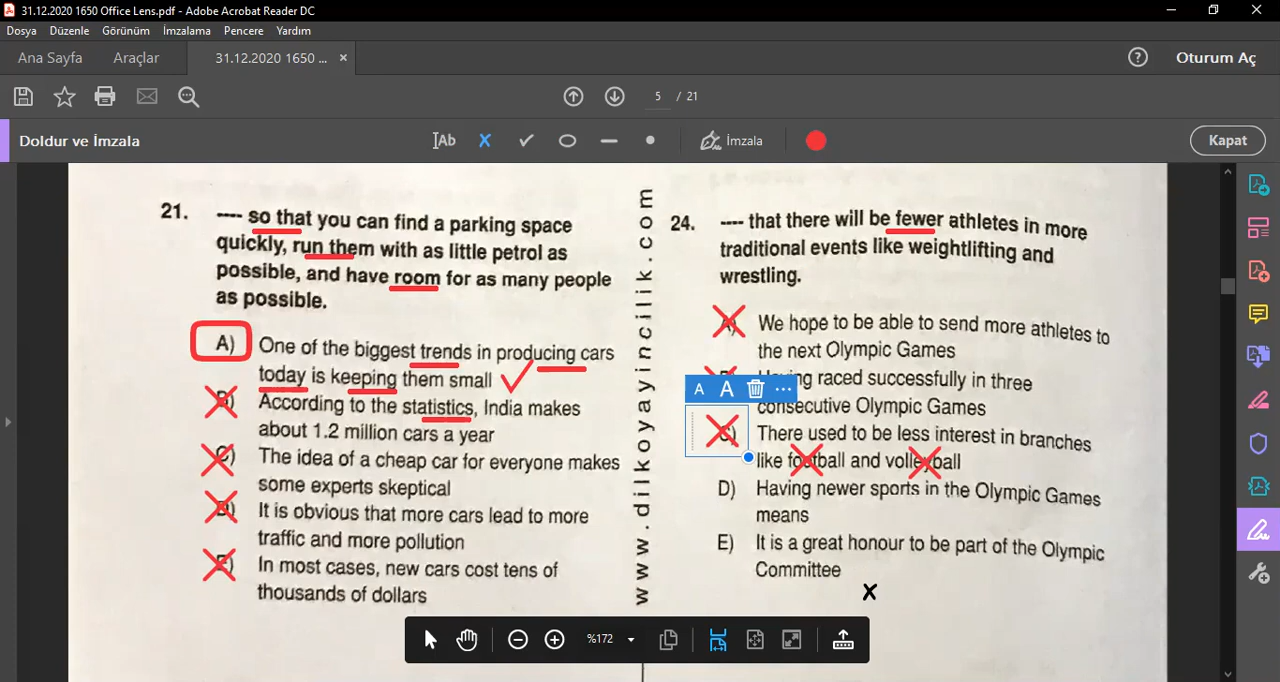 31.12.2020 1650 Office Lens.pdf - Adobe Acrobat Reader DC
Dosya Düzenle Görünüm İmzalama Pencere Yardım
Ana Sayfa Araçlar 31.12.2020 1650 ... × Oturum Aç
5 / 21
Doldur ve İmzala IAb İmzala Kapat
21. ---- so that you can find a parking space
quickly, run them with as little petrol as
possible, and have room for as many people
as possible.
A) One of the biggest trends in producing cars
today is keeping them small
B) According to the statistics, India makes
about 1.2 million cars a year
C) The idea of a cheap car for everyone makes
some experts skeptical
D) It is obvious that more cars lead to more
traffic and more pollution
E) In most cases, new cars cost tens of
thousands of dollars
www.dilkoyayincilik.com
24. ---- that there will be fewer athletes in more
traditional events like weightlifting and
wrestling.
A) We hope to be able to send more athletes to
the next Olympic Games
A A ...
raced successfully in three
consecutive Olympic Games
C) There used to be less interest in branches
like football and volleyball
D) Having newer sports in the Olympic Games
means
E) It is a great honour to be part of the Olympic
Committee
%172